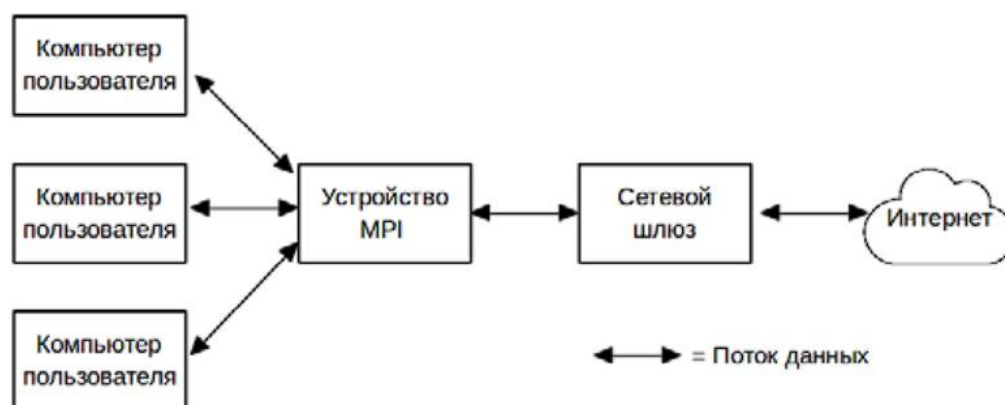 Компьютер
пользователя
Компьютер
пользователя
Устройство
MPI
Сетевой
шлюз
Интернет
Компьютер
пользователя
= Поток данных